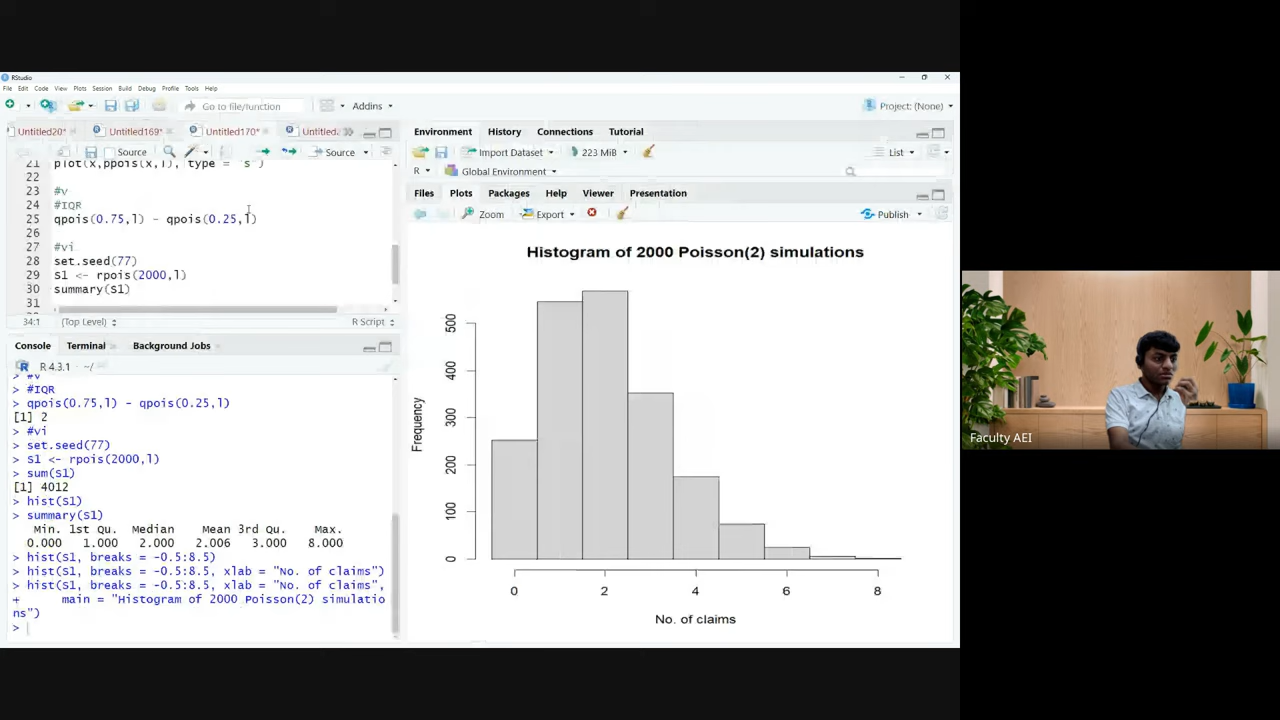 RStudio
File Edit Code View Plots Session Build Debug Profile Tools Help
Go to file/function Addins Project: (None)
Untitled20* Untitled169* Untitled170* Untitled.
Source Source
21 plot(x,ppois(x,l), type = "s")
22
23 #v
24 #IQR
25 qpois(0.75,l) - qpois(0.25,l)
26
27 #vi
28 set.seed(77)
29 S1 <- rpois(2000,l)
30 summary(S1)
31
34:1 (Top Level) R Script
Console Terminal Background Jobs
R 4.3.1 · ~/
> #v
> #IQR
> qpois(0.75,l) - qpois(0.25,l)
[1] 2
> #vi
> set.seed(77)
> S1 <- rpois(2000,l)
> sum(S1)
[1] 4012
> hist(S1)
> summary(S1)
Min. 1st Qu. Median Mean 3rd Qu. Max.
0.000 1.000 2.000 2.006 3.000 8.000
> hist(S1, breaks = -0.5:8.5)
> hist(S1, breaks = -0.5:8.5, xlab = "No. of claims")
> hist(S1, breaks = -0.5:8.5, xlab = "No. of claims",
+ main = "Histogram of 2000 Poisson(2) simulatio
ns")
>
Environment History Connections Tutorial
Import Dataset 223 MiB List
R Global Environment
Files Plots Packages Help Viewer Presentation
Zoom Export Publish
Histogram of 2000 Poisson(2) simulations
Frequency
500
400
300
200
100
0
0 2 4 6 8
No. of claims
Faculty AEI